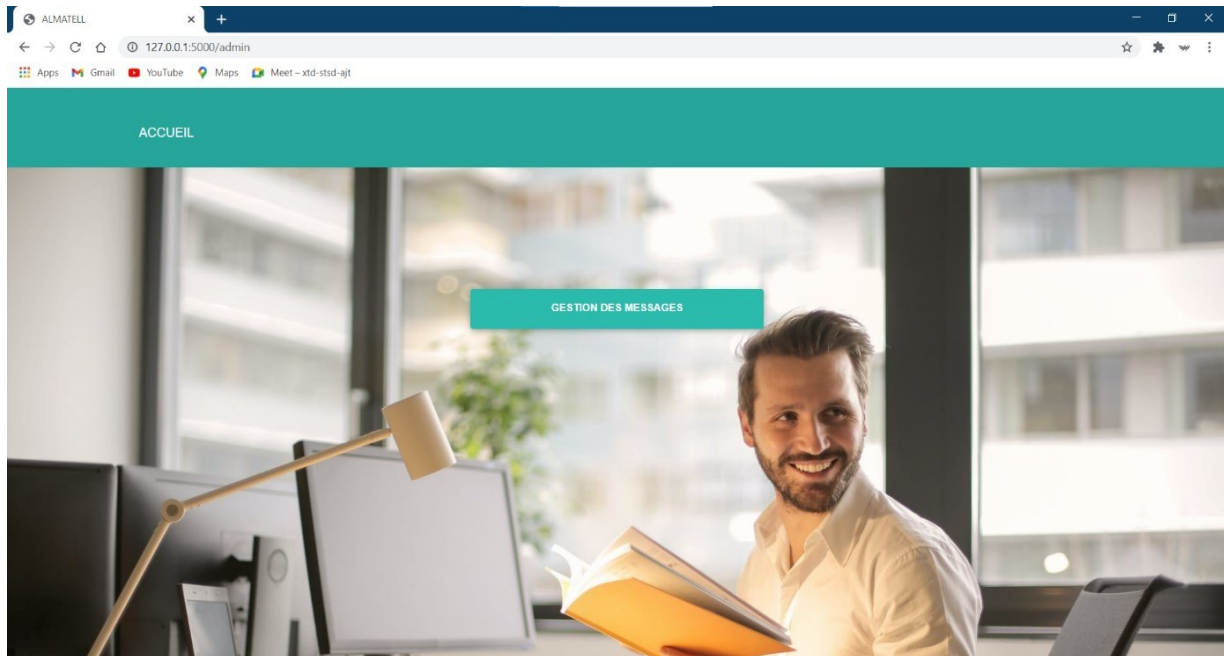 ALMATELL
127.0.0.1:5000/admin
Apps Gmail YouTube Maps Meet – xtd-stsd-ajt
ACCUEIL
GESTION DES MESSAGES